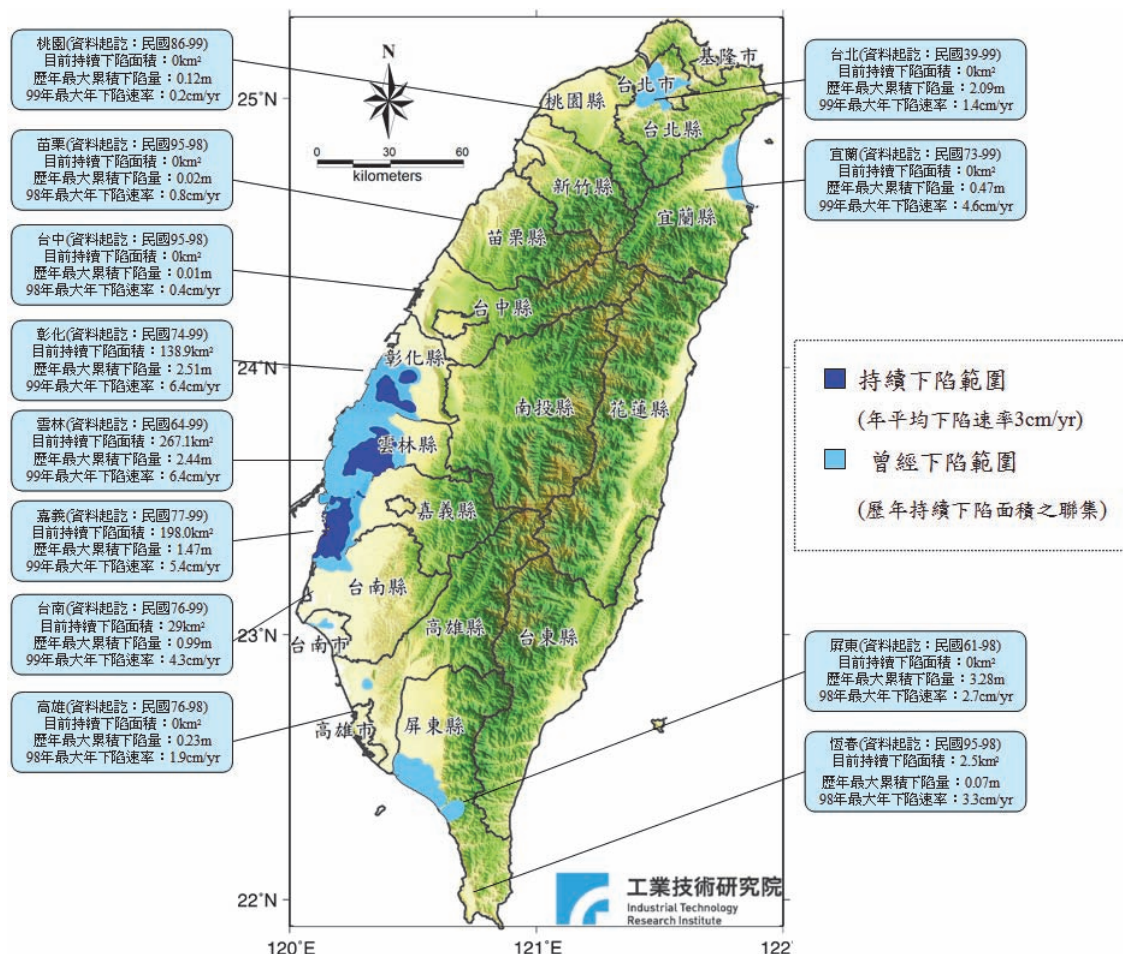 桃園(資料起訖：民國86-99)
目前持續下陷面積：0km²
歷年最大累積下陷量：0.12m
99年最大年下陷速率：0.2cm/yr
苗栗(資料起訖：民國95-98)
目前持續下陷面積：0km²
歷年最大累積下陷量：0.02m
98年最大年下陷速率：0.8cm/yr
台中(資料起訖：民國95-98)
目前持續下陷面積：0km²
歷年最大累積下陷量：0.01m
98年最大年下陷速率：0.4cm/yr
彰化(資料起訖：民國74-99)
目前持續下陷面積：138.9km²
歷年最大累積下陷量：2.51m
99年最大年下陷速率：6.4cm/yr
雲林(資料起訖：民國64-99)
目前持續下陷面積：267.1km²
歷年最大累積下陷量：2.44m
99年最大年下陷速率：6.4cm/yr
嘉義(資料起訖：民國77-99)
目前持續下陷面積：198.0km²
歷年最大累積下陷量：1.47m
99年最大年下陷速率：5.4cm/yr
台南(資料起訖：民國76-99)
目前持續下陷面積：29km²
歷年最大累積下陷量：0.99m
99年最大年下陷速率：4.3cm/yr
高雄(資料起訖：民國76-98)
目前持續下陷面積：0km²
歷年最大累積下陷量：0.23m
98年最大年下陷速率：1.9cm/yr
N
0 30 60
kilometers
25°N
24°N
23°N
22°N
120°E
121°E
122°
基隆市
台北市
桃園縣
台北縣
新竹縣
宜蘭縣
苗栗縣
台中縣
彰化縣
南投縣
花蓮縣
雲林縣
嘉義縣
台南縣
台南市
高雄縣
台東縣
高雄市
屏東縣
台北(資料起訖：民國39-99)
目前持續下陷面積：0km²
歷年最大累積下陷量：2.09m
99年最大年下陷速率：1.4cm/yr
宜蘭(資料起訖：民國73-99)
目前持續下陷面積：0km²
歷年最大累積下陷量：0.47m
99年最大年下陷速率：4.6cm/yr
持續下陷範圍
(年平均下陷速率3cm/yr)
曾經下陷範圍
(歷年持續下陷面積之聯集)
屏東(資料起訖：民國61-98)
目前持續下陷面積：0km²
歷年最大累積下陷量：3.28m
98年最大年下陷速率：2.7cm/yr
恆春(資料起訖：民國95-98)
目前持續下陷面積：2.5km²
歷年最大累積下陷量：0.07m
98年最大年下陷速率：3.3cm/yr
工業技術研究院
Industrial Technology
Research Institute